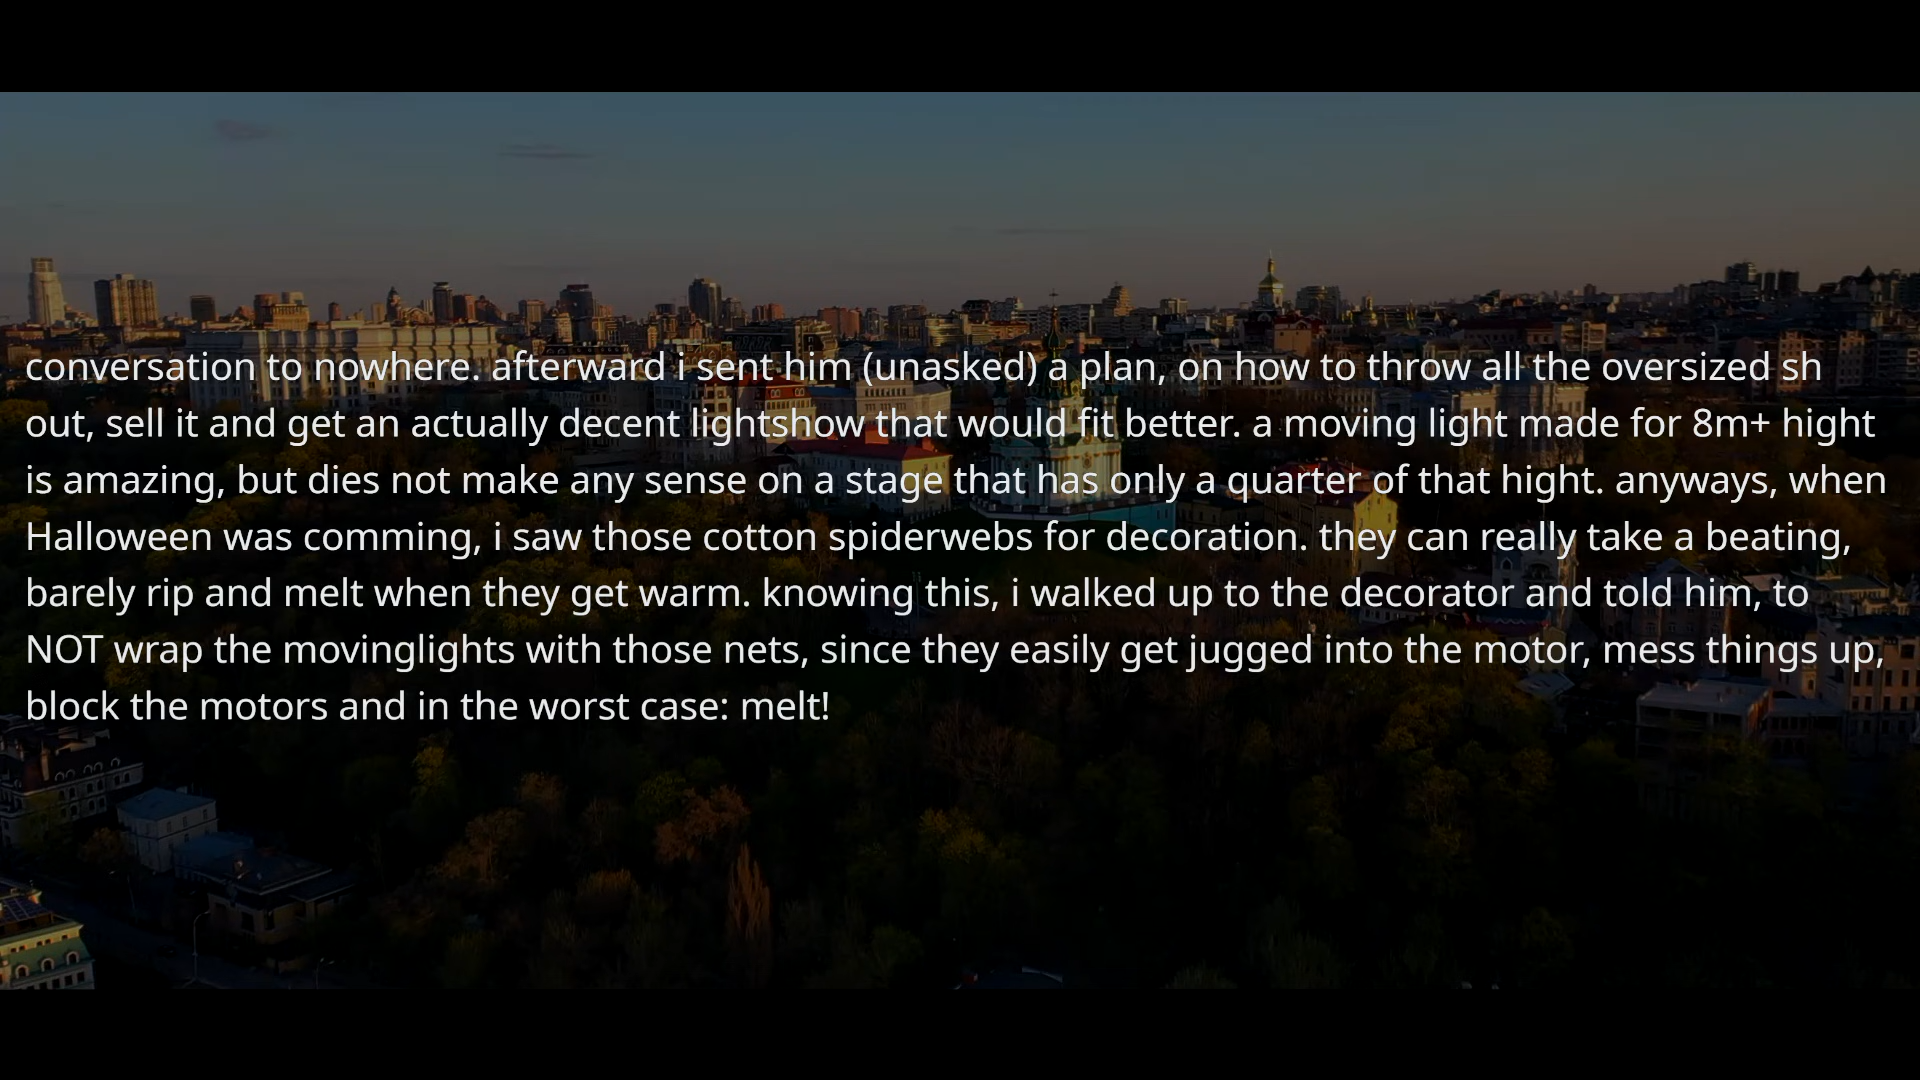 conversation to nowhere. afterward i sent him (unasked) a plan, on how to throw all the oversized sh
out, sell it and get an actually decent lightshow that would fit better. a moving light made for 8m+ hight
is amazing, but dies not make any sense on a stage that has only a quarter of that hight. anyways, when
Halloween was comming, i saw those cotton spiderwebs for decoration. they can really take a beating,
barely rip and melt when they get warm. knowing this, i walked up to the decorator and told him, to
NOT wrap the movinglights with those nets, since they easily get jugged into the motor, mess things up,
block the motors and in the worst case: melt!